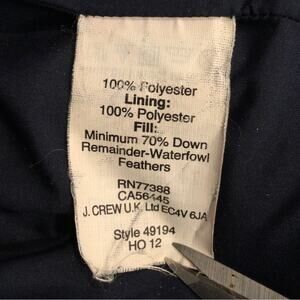 100% Polyester
Lining:
100% Polyester
Fill:
Minimum 70% Down
Remainder-Waterfowl
Feathers
RN77388
CA56445
J. CREW U.K. Ltd EC4V 6JA
Style 49194
HO 12